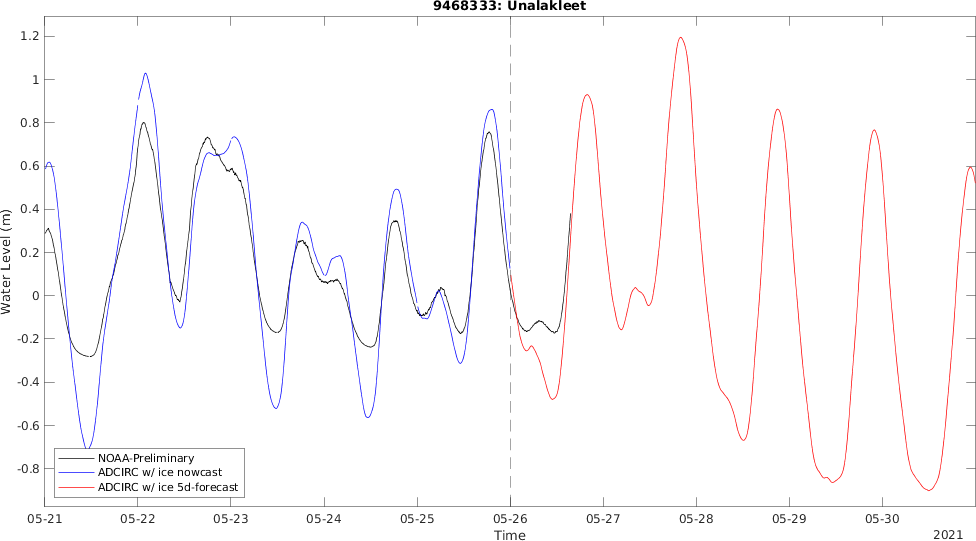 9468333: Unalakleet
1.2
1
0.8
0.6
0.4
0.2
0
-0.2
-0.4
-0.6
-0.8
Water Level (m)
NOAA-Preliminary
ADCIRC w/ ice nowcast
ADCIRC w/ ice 5d-forecast
05-21 05-22 05-23 05-24 05-25 05-26 05-27 05-28 05-29 05-30
Time
2021